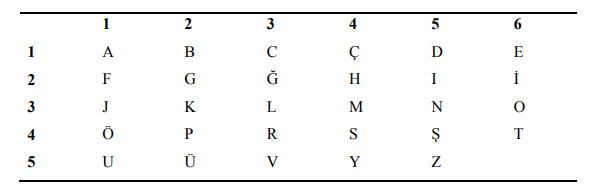 1 2 3 4 5 6
1 A B C Ç D E
2 F G Ğ H I İ
3 J K L M N O
4 Ö P R S Ş T
5 U Ü V Y Z